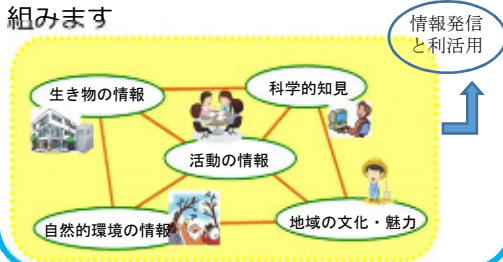 組みます
情報発信
と利活用
生き物の情報
科学的知見
活動の情報
自然的環境の情報
地域の文化・魅力